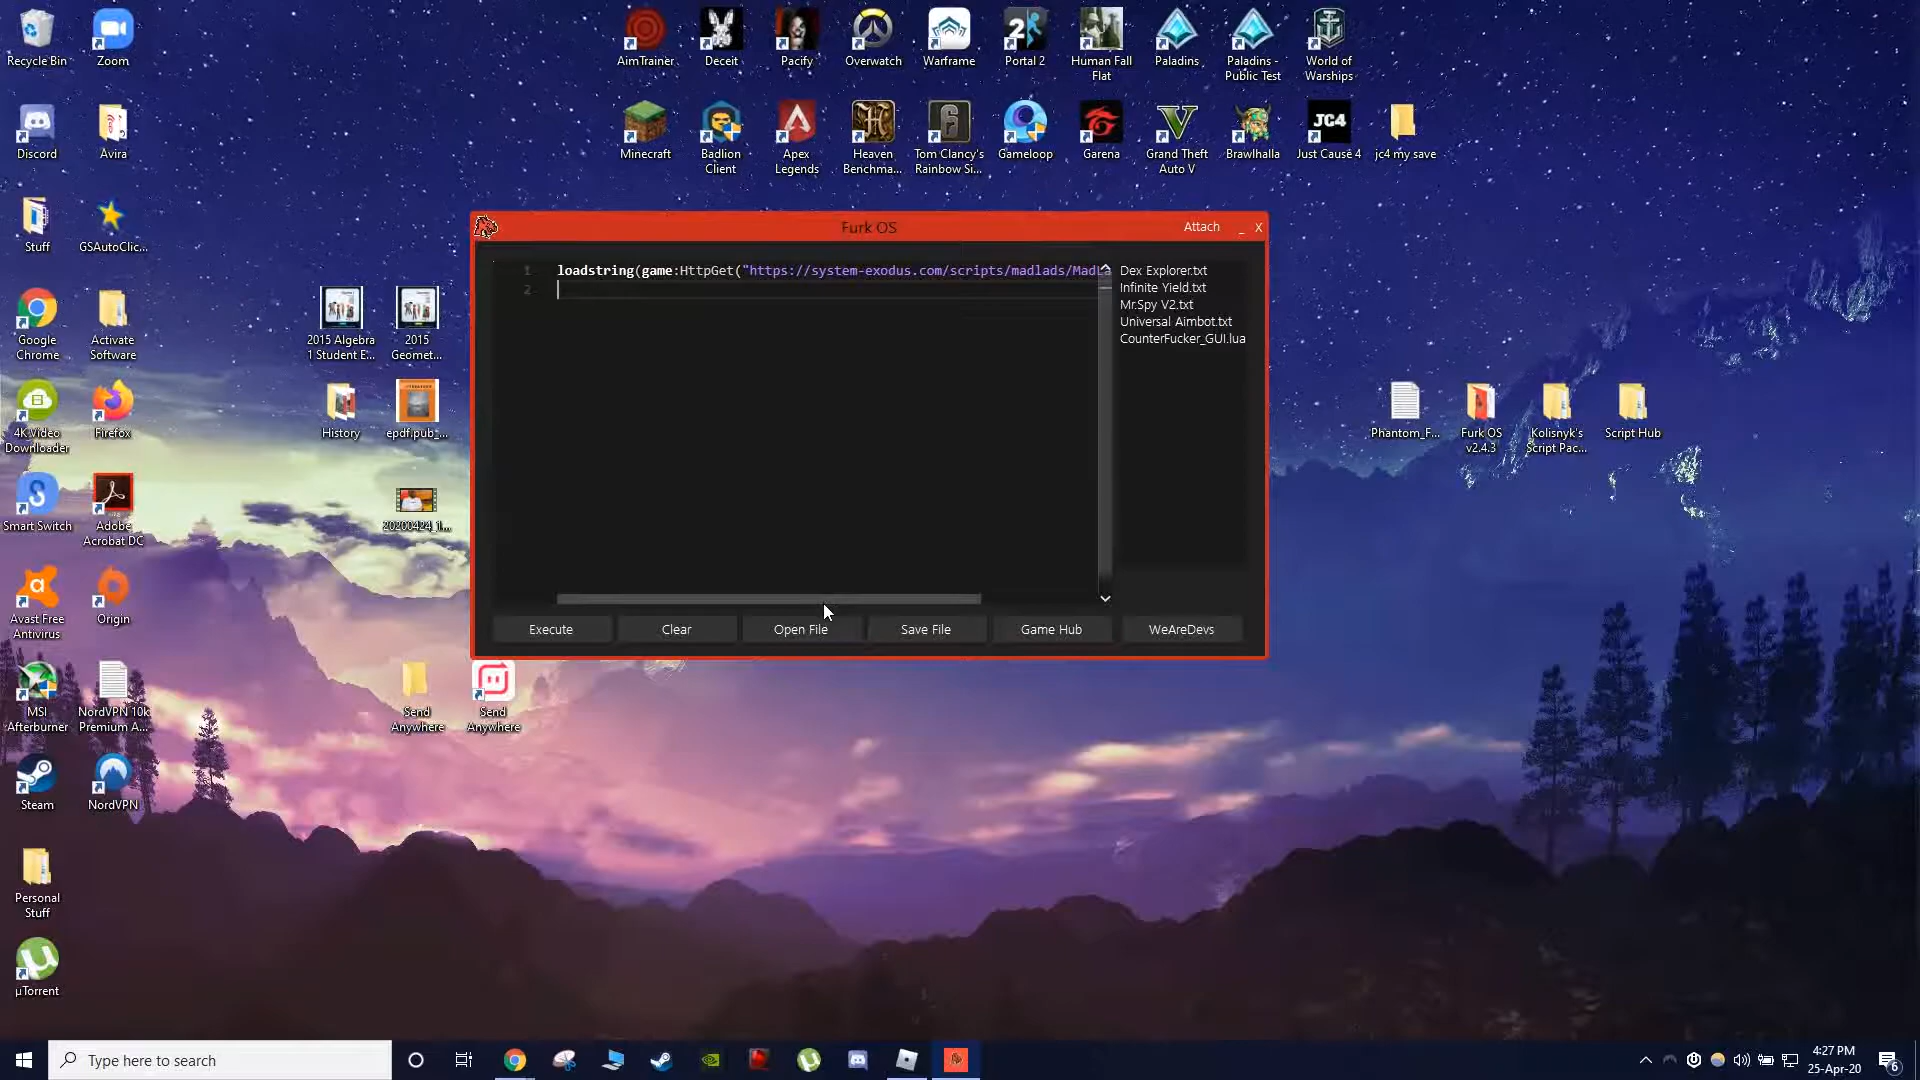 Recycle Bin
Zoom
AimTrainer
Deceit
Pacify
Overwatch
Warframe
Portal 2
Human Fall
Flat
Paladins
Paladins -
Public Test
World of
Warships
Discord
Avira
Minecraft
Badlion
Client
Apex
Legends
Heaven
Benchma...
Tom Clancy's
Rainbow Si...
Gameloop
Garena
Grand Theft
Auto V
Brawlhalla
JC4
Just Cause 4
jc4 my save
Stuff
GSAutoClic...
Furk OS
Attach
_
X
1
loadstring(game:HttpGet("https://system-exodus.com/scripts/madlads/MadLa
2
Dex Explorer.txt
Infinite Yield.txt
Mr.Spy V2.txt
Universal Aimbot.txt
CounterFucker_GUI.lua
Execute
Clear
Open File
Save File
Game Hub
WeAreDevs
Google
Chrome
Activate
Software
2015 Algebra
1 Student E...
2015
Geomet...
4K Video
Downloader
Firefox
History
epdf.pub_...
Phantom_F...
Furk OS
v2.4.3
Kolisnyk's
Script Pac...
Script Hub
Smart Switch
Adobe
Acrobat DC
20200424_1...
Avast Free
Antivirus
Origin
MSI
Afterburner
NordVPN 10k
Premium A...
Send
Anywhere
Send
Anywhere
Steam
NordVPN
Personal
Stuff
µTorrent
Type here to search
4:27 PM
25-Apr-20
6